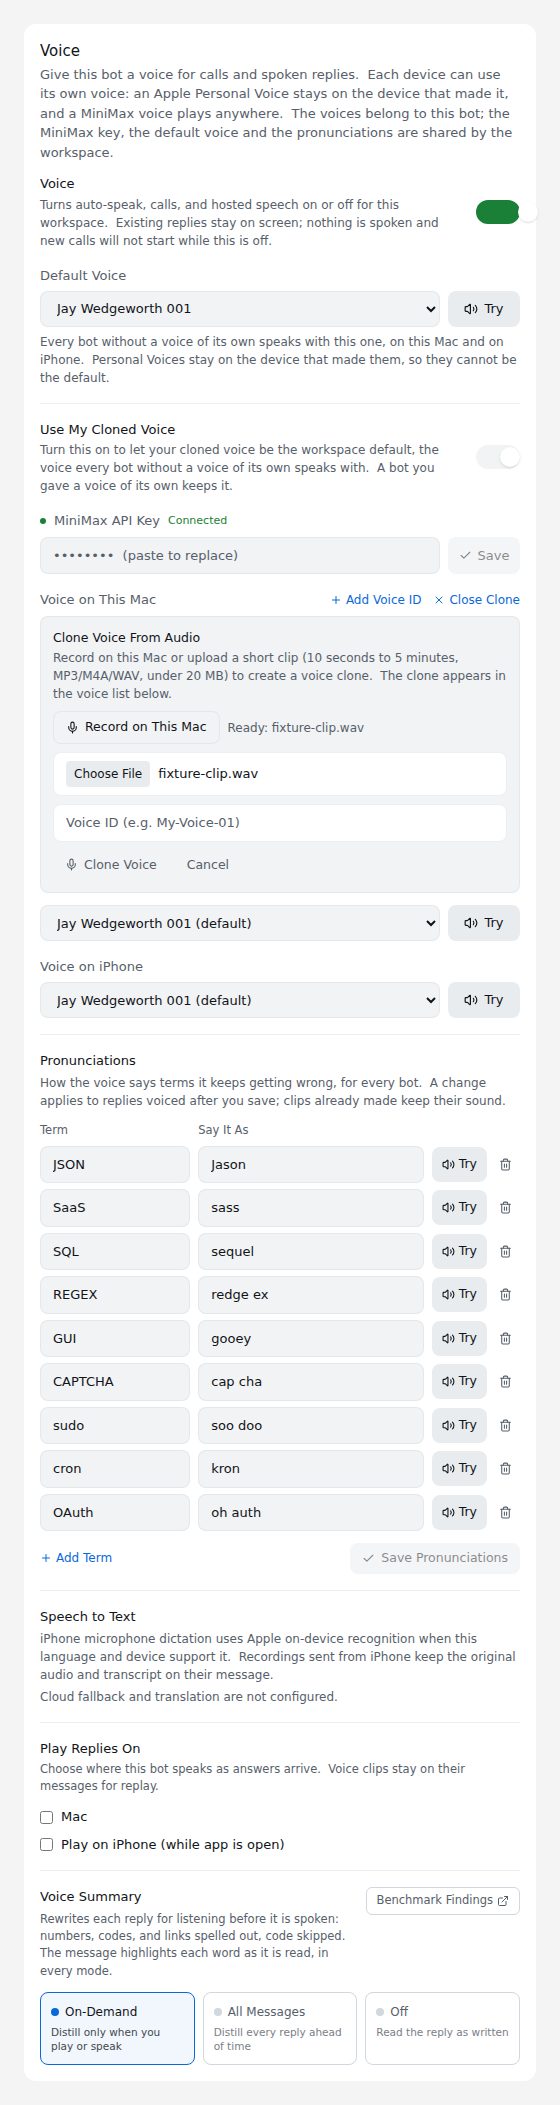 Voice
Give this bot a voice for calls and spoken replies.  Each device can use
its own voice: an Apple Personal Voice stays on the device that made it,
and a MiniMax voice plays anywhere.  The voices belong to this bot; the
MiniMax key, the default voice and the pronunciations are shared by the
workspace.
Voice
Turns auto-speak, calls, and hosted speech on or off for this
workspace.  Existing replies stay on screen; nothing is spoken and
new calls will not start while this is off.
Default Voice
Jay Wedgeworth 001 Try
Every bot without a voice of its own speaks with this one, on this Mac and on
iPhone.  Personal Voices stay on the device that made them, so they cannot be
the default.
Use My Cloned Voice
Turn this on to let your cloned voice be the workspace default, the
voice every bot without a voice of its own speaks with.  A bot you
gave a voice of its own keeps it.
MiniMax API Key Connected
•••••••• (paste to replace) Save
Voice on This Mac + Add Voice ID × Close Clone
Clone Voice From Audio
Record on this Mac or upload a short clip (10 seconds to 5 minutes,
MP3/M4A/WAV, under 20 MB) to create a voice clone.  The clone appears in
the voice list below.
Record on This Mac Ready: fixture-clip.wav
Choose File fixture-clip.wav
Voice ID (e.g. My-Voice-01)
Clone Voice Cancel
Jay Wedgeworth 001 (default) Try
Voice on iPhone
Jay Wedgeworth 001 (default) Try
Pronunciations
How the voice says terms it keeps getting wrong, for every bot.  A change
applies to replies voiced after you save; clips already made keep their sound.
Term Say It As
JSON Jason Try
SaaS sass Try
SQL sequel Try
REGEX redge ex Try
GUI gooey Try
CAPTCHA cap cha Try
sudo soo doo Try
cron kron Try
OAuth oh auth Try
+ Add Term Save Pronunciations
Speech to Text
iPhone microphone dictation uses Apple on-device recognition when this
language and device support it.  Recordings sent from iPhone keep the original
audio and transcript on their message.
Cloud fallback and translation are not configured.
Play Replies On
Choose where this bot speaks as answers arrive.  Voice clips stay on their
messages for replay.
Mac
Play on iPhone (while app is open)
Voice Summary Benchmark Findings
Rewrites each reply for listening before it is spoken:
numbers, codes, and links spelled out, code skipped.
The message highlights each word as it is read, in
every mode.
On-Demand
Distill only when you
play or speak
All Messages
Distill every reply ahead
of time
Off
Read the reply as written